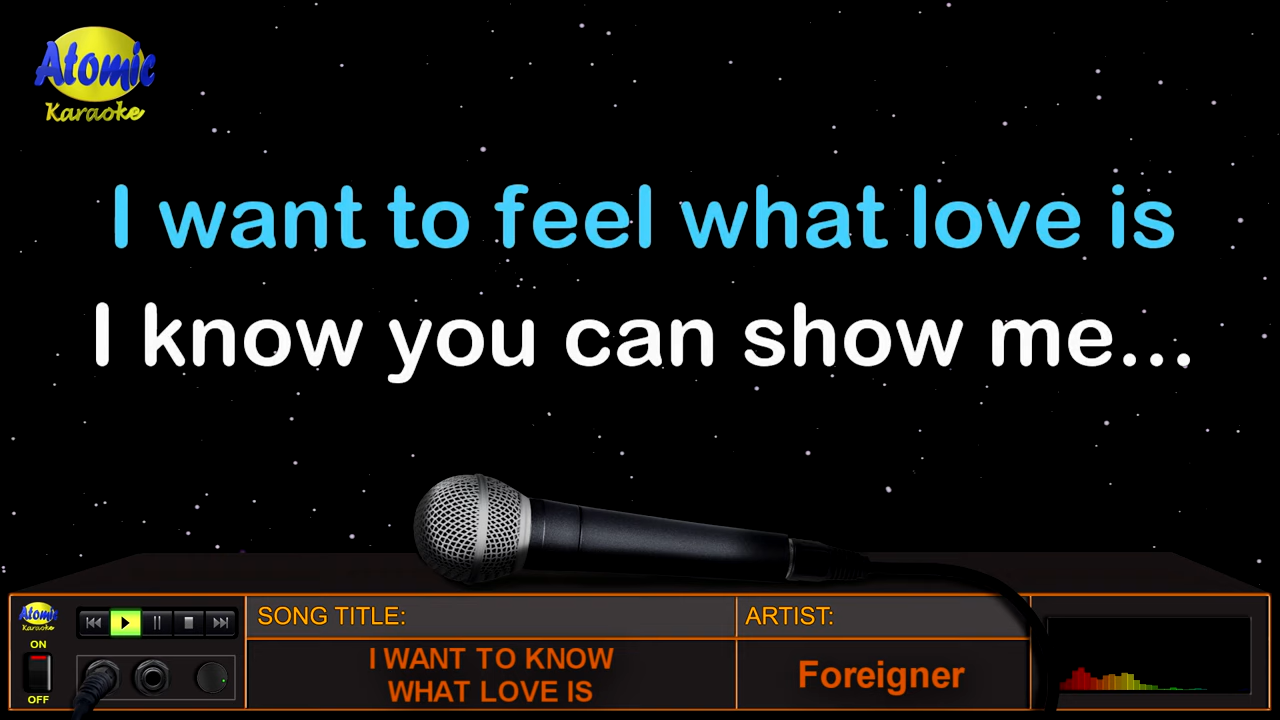 Atomic
Karaoke
I want to feel what love is
I know you can show me...
Atomic
Karaoke
ON
OFF
SONG TITLE:
I WANT TO KNOW
WHAT LOVE IS
ARTIST:
Foreigner